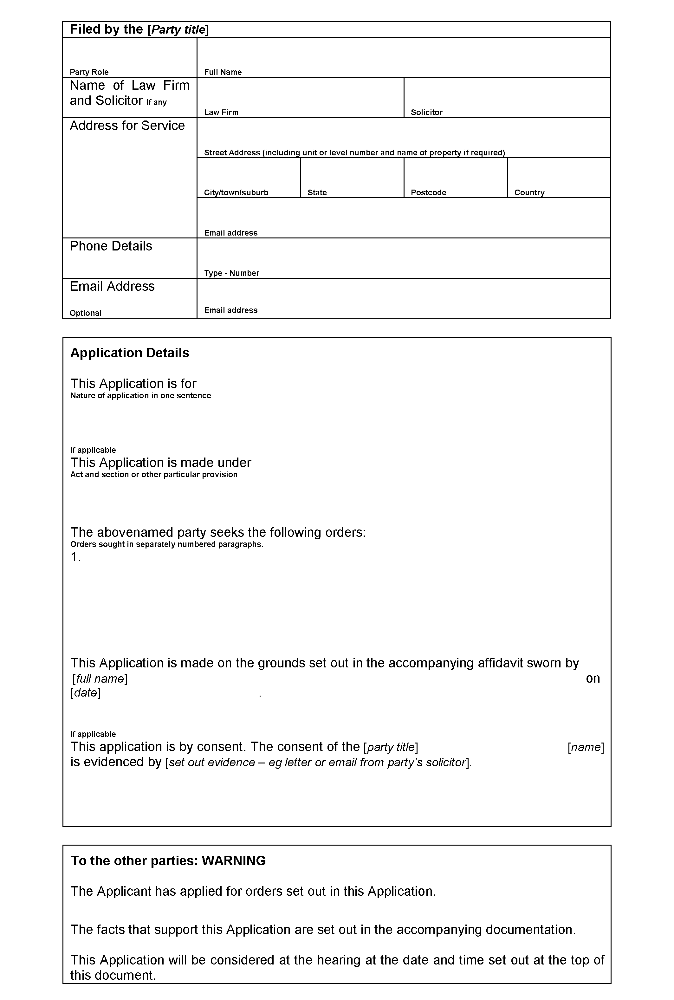 Filed by the [Party title]
Party Role
Full Name
Name of Law Firm
and Solicitor If any
Law Firm
Solicitor
Address for Service
Street Address (including unit or level number and name of property if required)
City/town/suburb
State
Postcode
Country
Email address
Phone Details
Type - Number
Email Address
Optional
Email address
Application Details
This Application is for
Nature of application in one sentence
If applicable
This Application is made under
Act and section or other particular provision
The abovenamed party seeks the following orders:
Orders sought in separately numbered paragraphs.
1.
This Application is made on the grounds set out in the accompanying affidavit sworn by
[full name] on
[date] .
If applicable
This application is by consent. The consent of the [party title] [name]
is evidenced by [set out evidence – eg letter or email from party's solicitor].
To the other parties: WARNING
The Applicant has applied for orders set out in this Application.
The facts that support this Application are set out in the accompanying documentation.
This Application will be considered at the hearing at the date and time set out at the top of
this document.